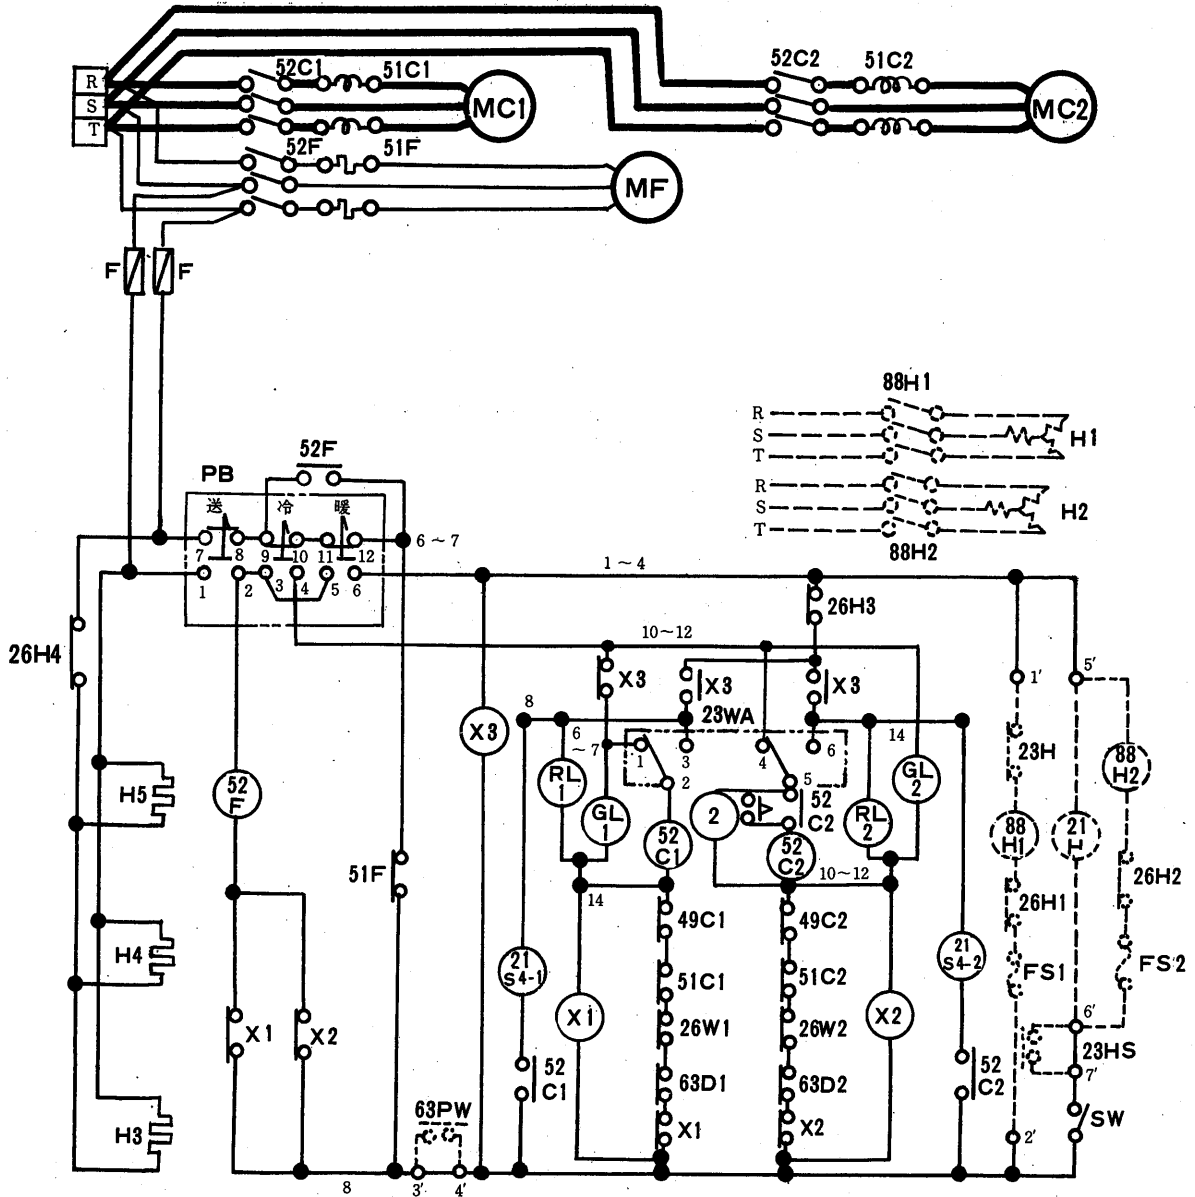 R
S
T
52C1
51C1
MC1
52C2
51C2
MC2
52F
51F
MF
F
F
88H1
R
S
T
H1
R
S
T
H2
88H2
52F
PB
送
冷
暖
7
8
9
10
11
12
6～7
1
2
3
4
5
6
1～4
26H3
10～12
26H4
X3
X3
X3
X3
8
23WA
6
～7
1
3
4
6
14
2
5
1'
5'
23H
88
H2
RL
1
GL
1
GL
2
RL
2
52
F
H5
52
C1
2
52
C2
52
C2
88
H1
21
H
51F
14
10～12
26H1
26H2
49C1
49C2
H4
21
S4-1
51C1
51C2
21
S4-2
FS1
FS2
X1
X2
X1
26W1
26W2
X2
6'
23HS
52
C1
63D1
63D2
52
C2
7'
63PW
X1
X2
SW
H3
2'
8
3'
4'